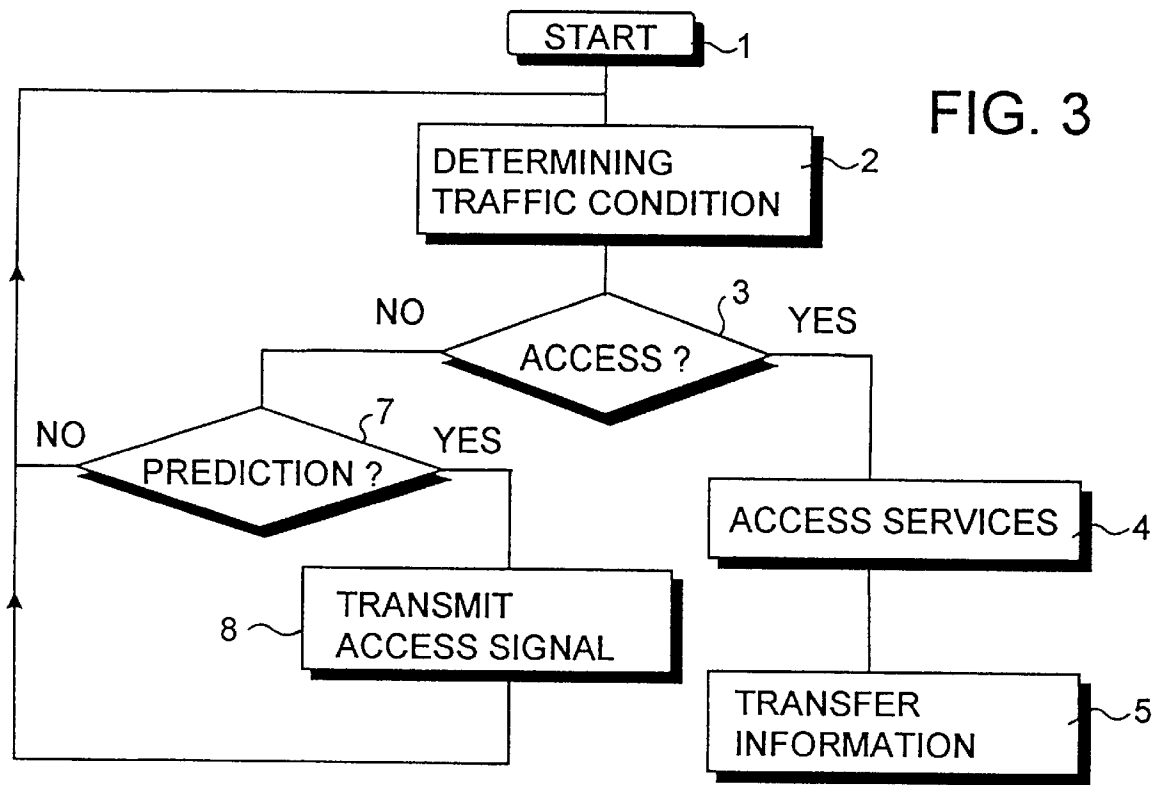 START
1
FIG. 3
DETERMINING
TRAFFIC CONDITION
2
NO
3
YES
ACCESS ?
NO
7
YES
PREDICTION ?
ACCESS SERVICES
4
8
TRANSMIT
ACCESS SIGNAL
TRANSFER
INFORMATION
5